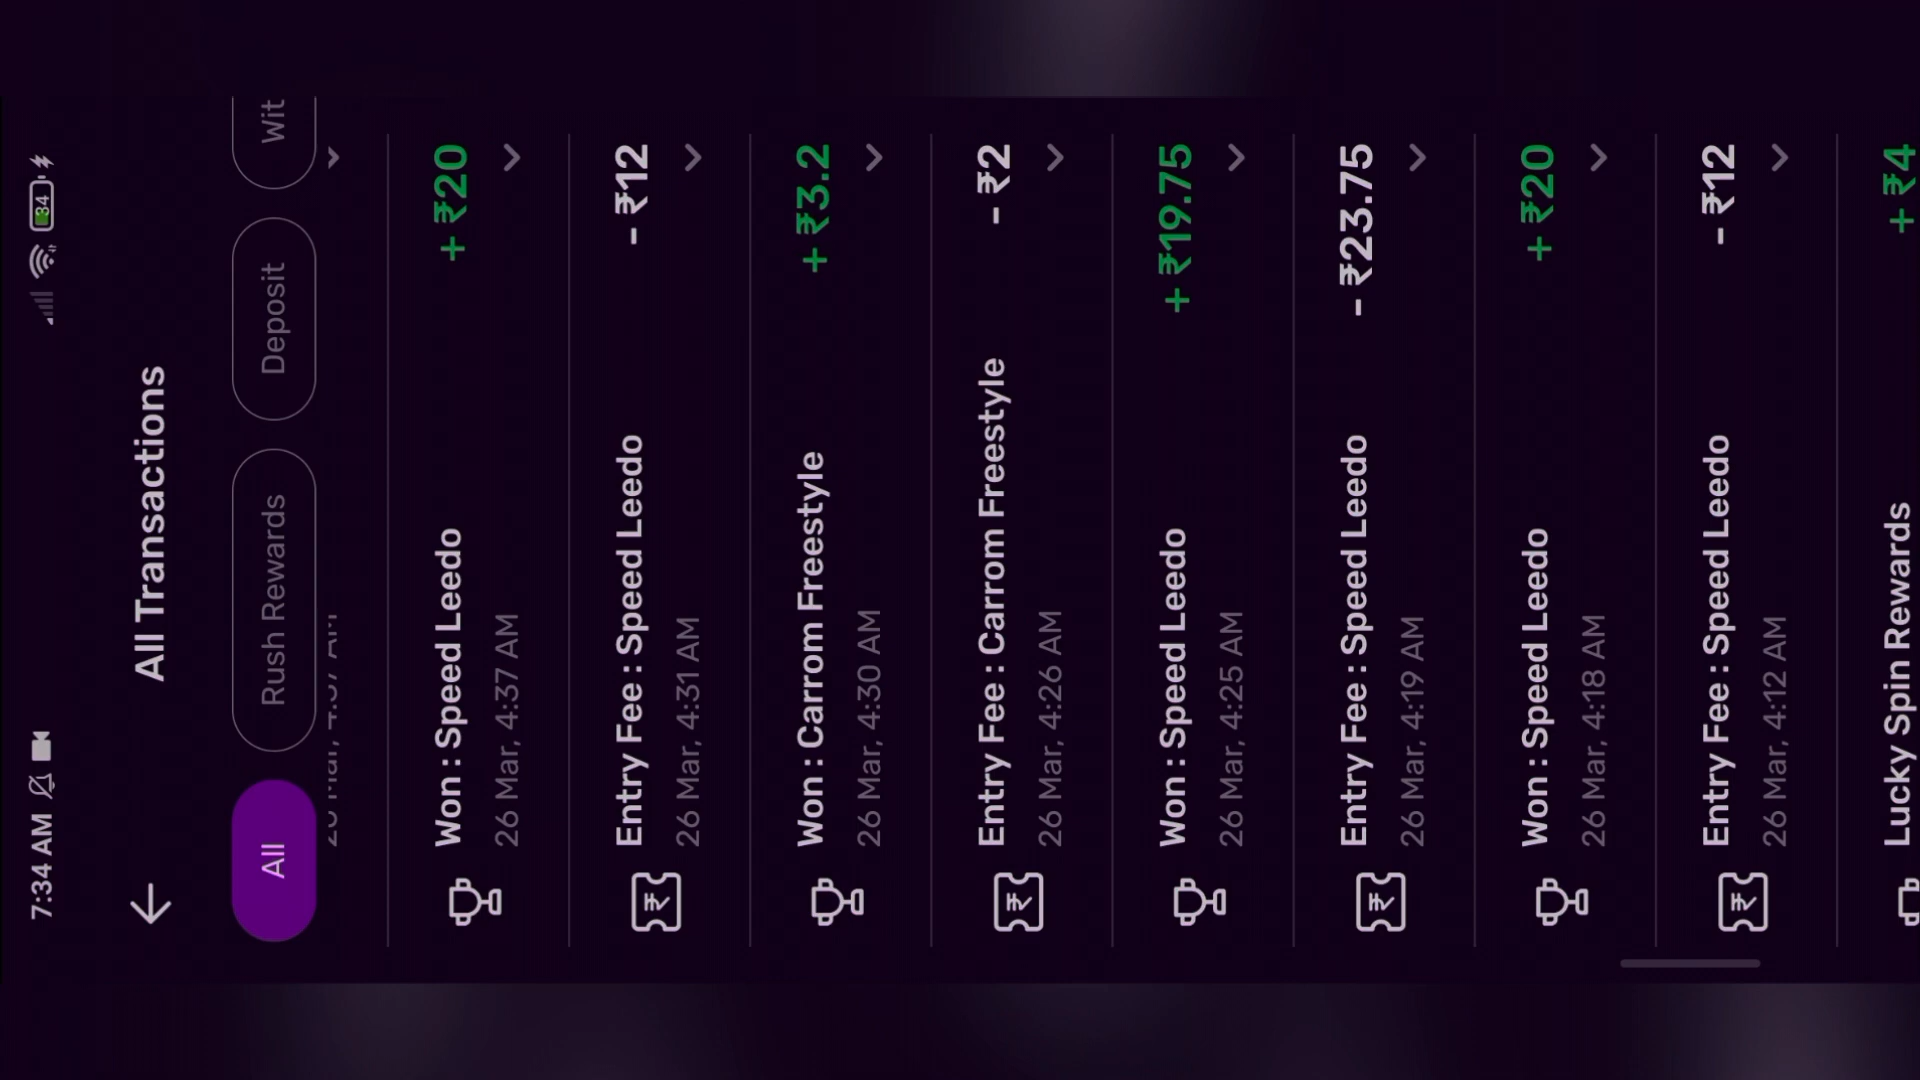 7:34 AM
34
All Transactions
All
Rush Rewards
Deposit
Wit
Won : Speed Leedo
+ ₹20
26 Mar, 4:37 AM
Entry Fee : Speed Leedo
- ₹12
26 Mar, 4:31 AM
Won : Carrom Freestyle
+ ₹3.2
26 Mar, 4:30 AM
Entry Fee : Carrom Freestyle
- ₹2
26 Mar, 4:26 AM
Won : Speed Leedo
+ ₹19.75
26 Mar, 4:25 AM
Entry Fee : Speed Leedo
- ₹23.75
26 Mar, 4:19 AM
Won : Speed Leedo
+ ₹20
26 Mar, 4:18 AM
Entry Fee : Speed Leedo
- ₹12
26 Mar, 4:12 AM
Lucky Spin Rewards
+ ₹4